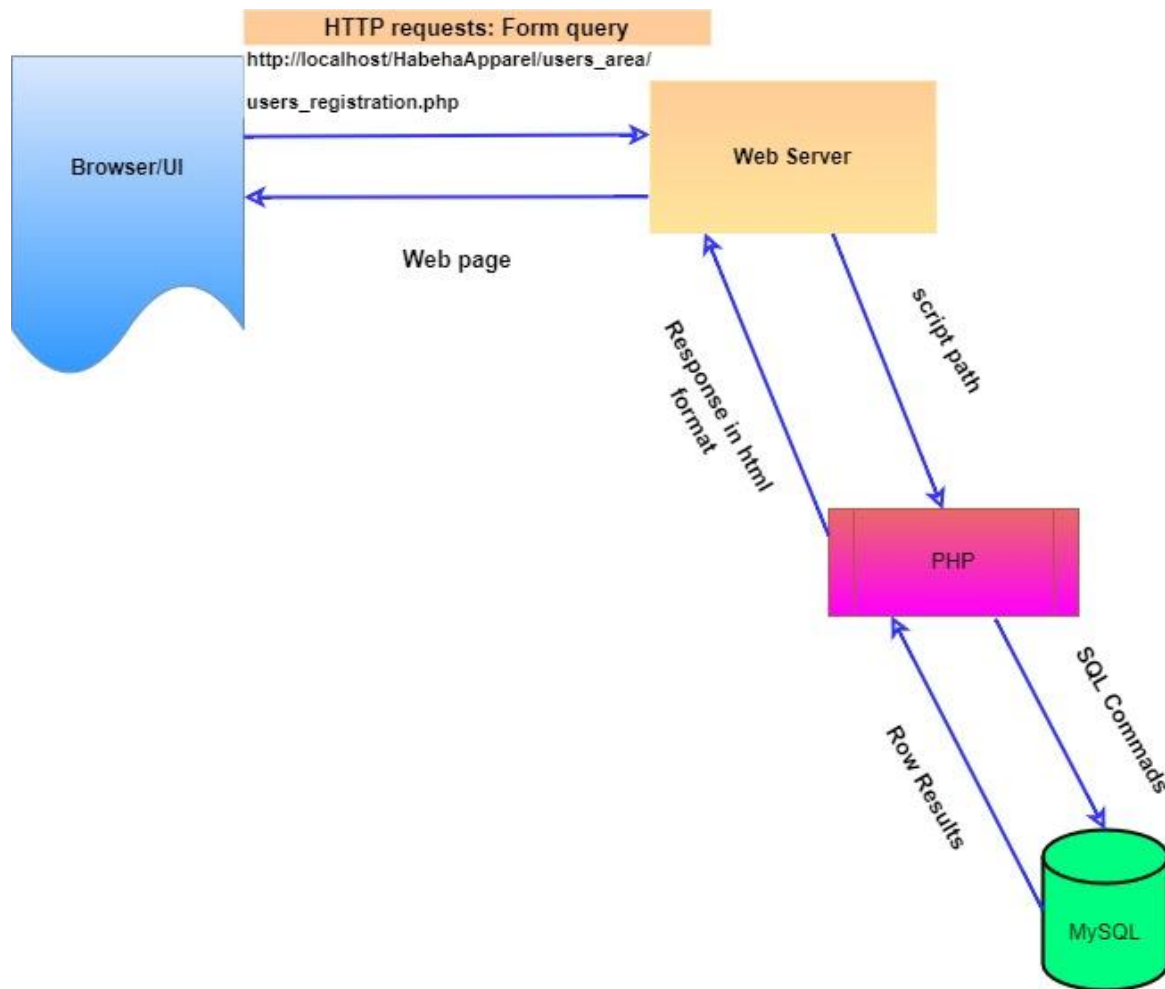 HTTP requests: Form query
http://localhost/HabehaApparel/users_area/
users_registration.php
Browser/UI
Web Server
Web page
script path
Response in html
format
PHP
SQL Commads
Row Results
MySQL